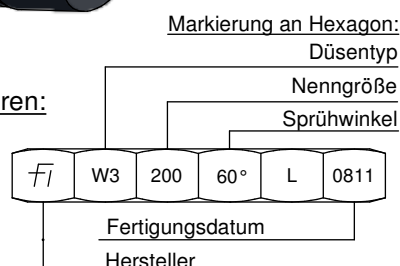 Markierung an Hexagon:
Düsentyp
Nenngröße
ren:
Sprühwinkel
W3 200 60° L 0811
Fertigungsdatum
Hersteller